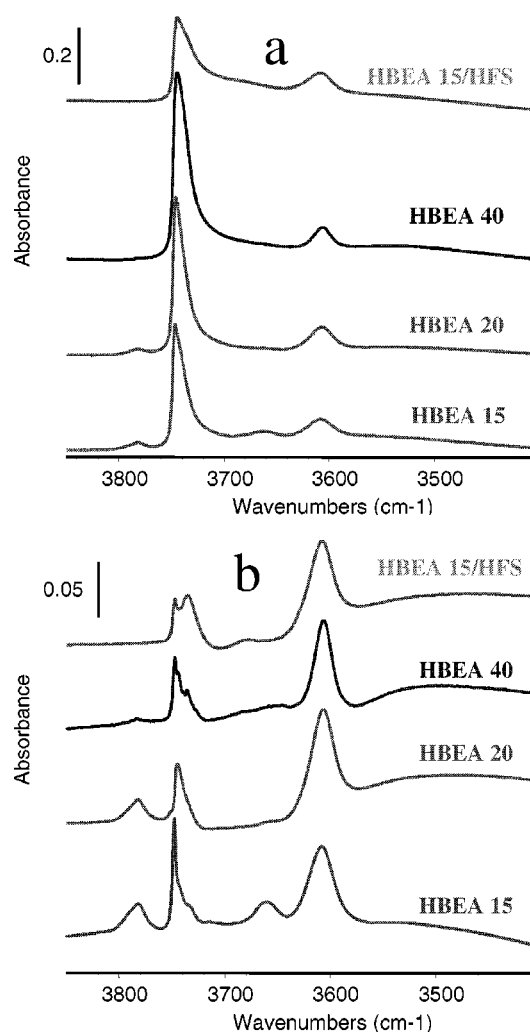 a
0.2
HBEA 15/HFS
HBEA 40
HBEA 20
HBEA 15
Absorbance
3800 3700 3600 3500
Wavenumbers (cm-1)
b
0.05
HBEA 15/HFS
HBEA 40
HBEA 20
HBEA 15
Absorbance
3800 3700 3600 3500
Wavenumbers (cm-1)